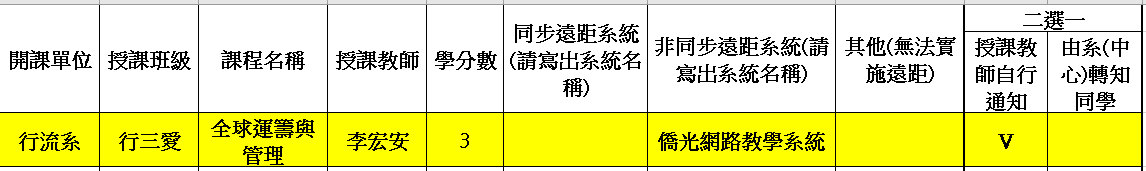 二選一
開課單位 授課班級 課程名稱 授課教師 學分數
同步遠距系統
(請寫出系統名
稱)
非同步遠距系統(請
寫出系統名稱)
其他(無法實
施遠距)
授課教
師自行
通知
由系(中
心)轉知
同學
行流系 行三愛
全球運籌與
管理
李宏安 3 僑光網路教學系統 V